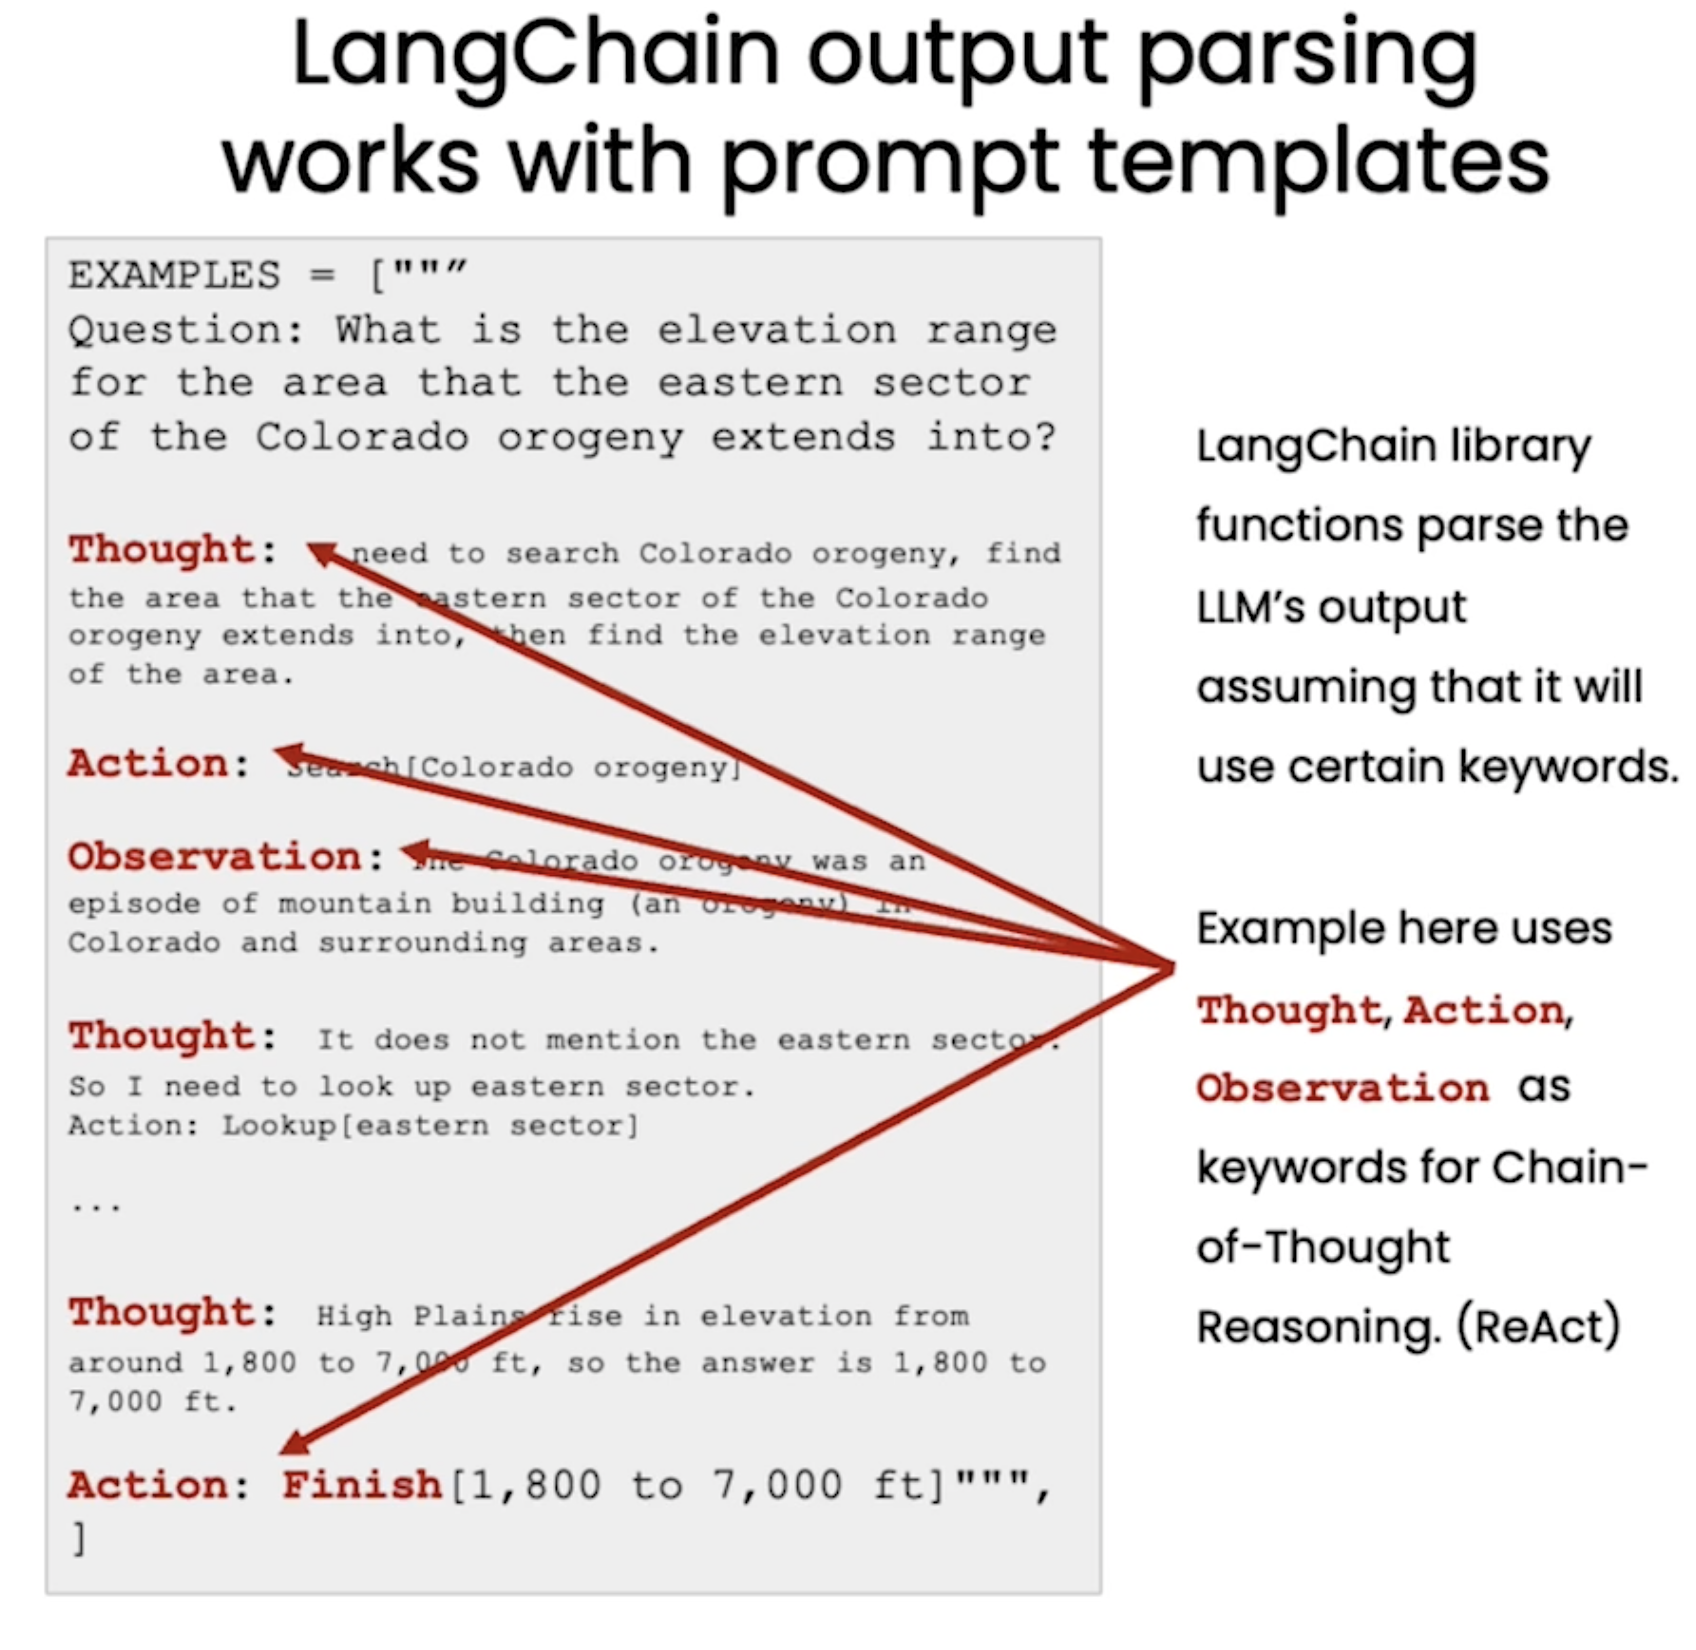 LangChain output parsing
works with prompt templates
EXAMPLES = ["""
Question: What is the elevation range
for the area that the eastern sector
of the Colorado orogeny extends into?
Thought: need to search Colorado orogeny, find
the area that the eastern sector of the Colorado
orogeny extends into, then find the elevation range
of the area.
Action: Search[Colorado orogeny]
Observation: The Colorado orogeny was an
episode of mountain building (an orogeny) in
Colorado and surrounding areas.
Thought: It does not mention the eastern sector.
So I need to look up eastern sector.
Action: Lookup[eastern sector]
...
Thought: High Plains rise in elevation from
around 1,800 to 7,000 ft, so the answer is 1,800 to
7,000 ft.
Action: Finish[1,800 to 7,000 ft]""",
]
LangChain library
functions parse the
LLM’s output
assuming that it will
use certain keywords.
Example here uses
Thought, Action,
Observation as
keywords for Chain-
of-Thought
Reasoning. (ReAct)